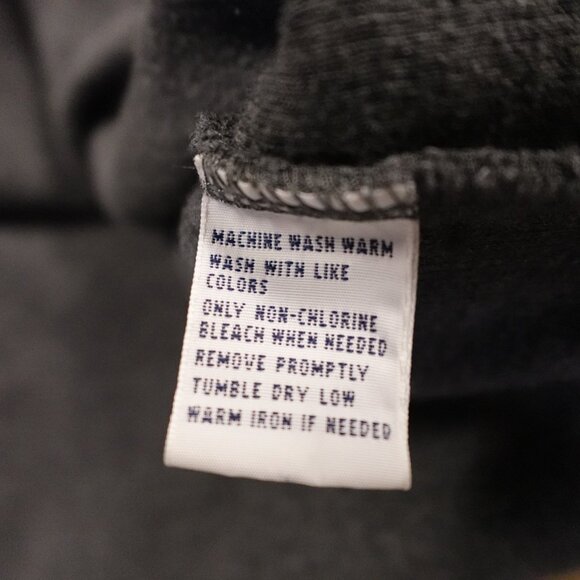 MACHINE WASH WARM
WASH WITH LIKE
COLORS
ONLY NON-CHLORINE
BLEACH WHEN NEEDED
REMOVE PROMPTLY
TUMBLE DRY LOW
WARM IRON IF NEEDED